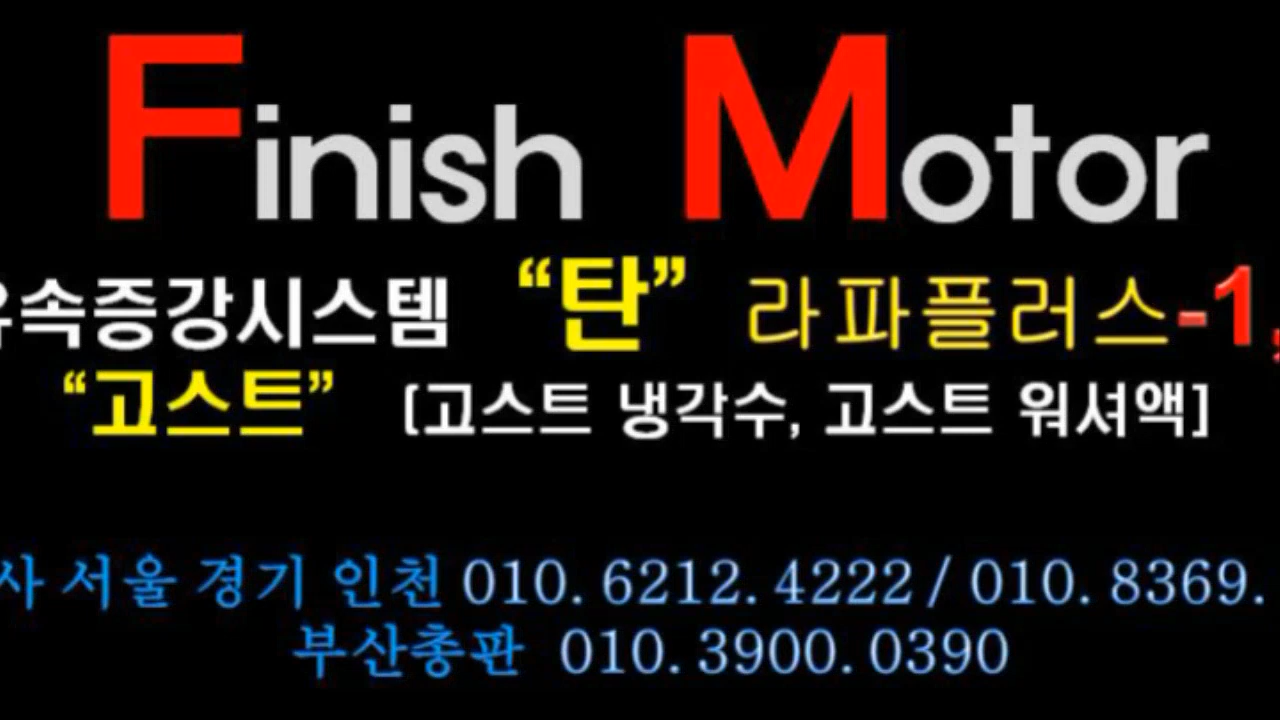 Finish Motor
유속증강시스템 “탄” 라파플러스-1,
“고스트” [고스트 냉각수, 고스트 워셔액]
사 서울 경기 인천 010. 6212. 4222 / 010. 8369.
부산총판 010. 3900. 0390